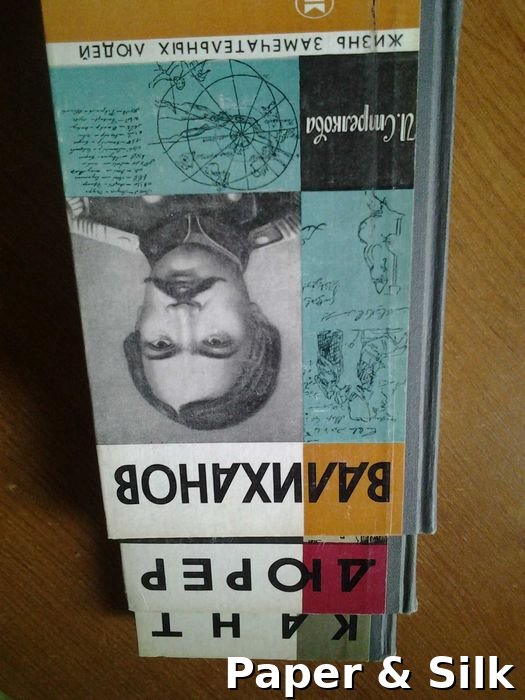 ВАЛИХАНОВ
И. Стрелкова
ЖИЗНЬ ЗАМЕЧАТЕЛЬНЫХ ЛЮДЕЙ
ДЮРЕР
КАНТ
Paper & Silk